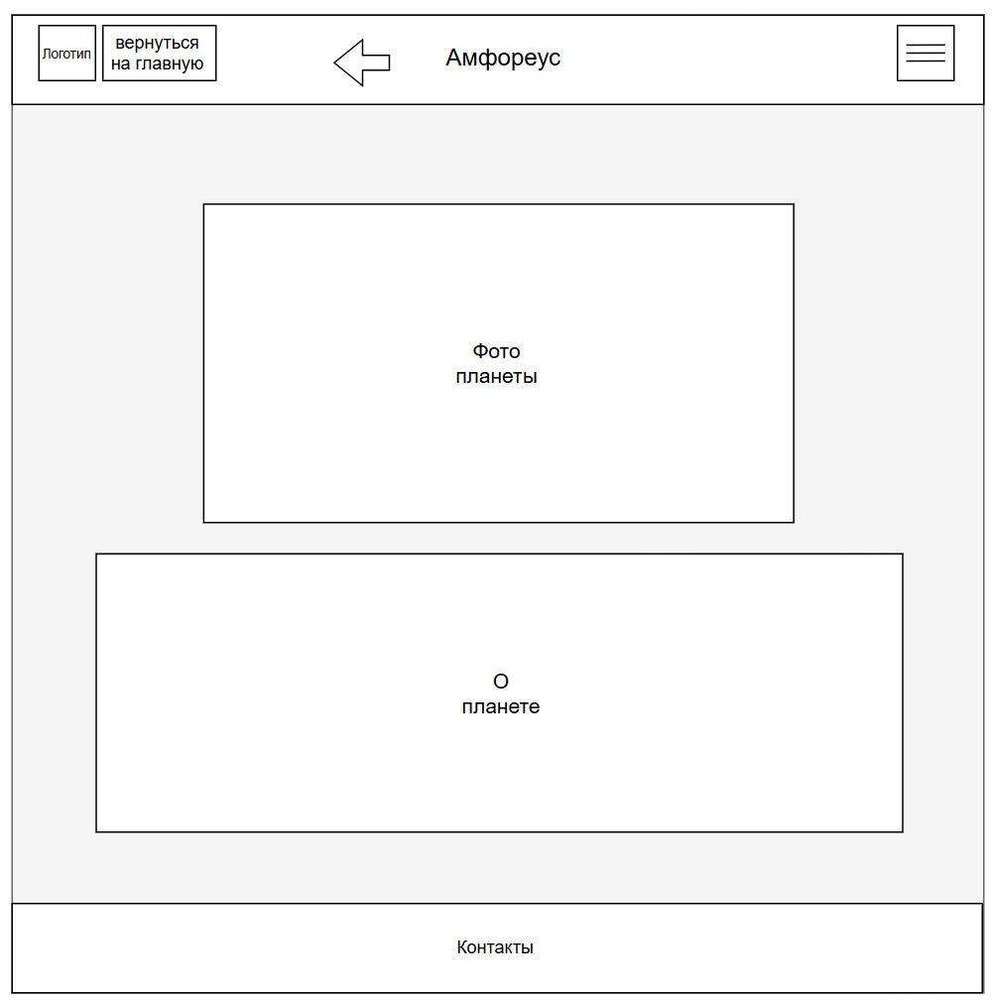 Логотип
вернуться
на главную
Амфореус
Фото
планеты
О
планете
Контакты